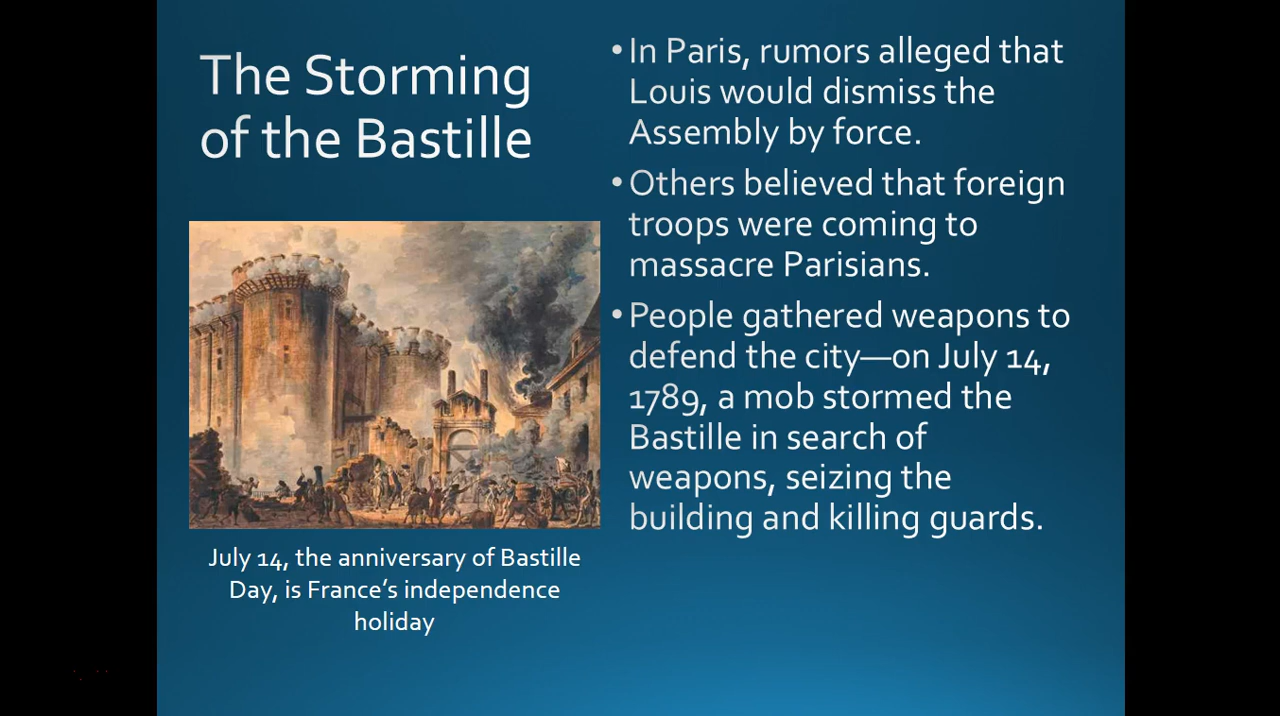 The Storming
of the Bastille
•In Paris, rumors alleged that
Louis would dismiss the
Assembly by force.
•Others believed that foreign
troops were coming to
massacre Parisians.
•People gathered weapons to
defend the city—on July 14,
1789, a mob stormed the
Bastille in search of
weapons, seizing the
building and killing guards.
July 14, the anniversary of Bastille
Day, is France’s independence
holiday